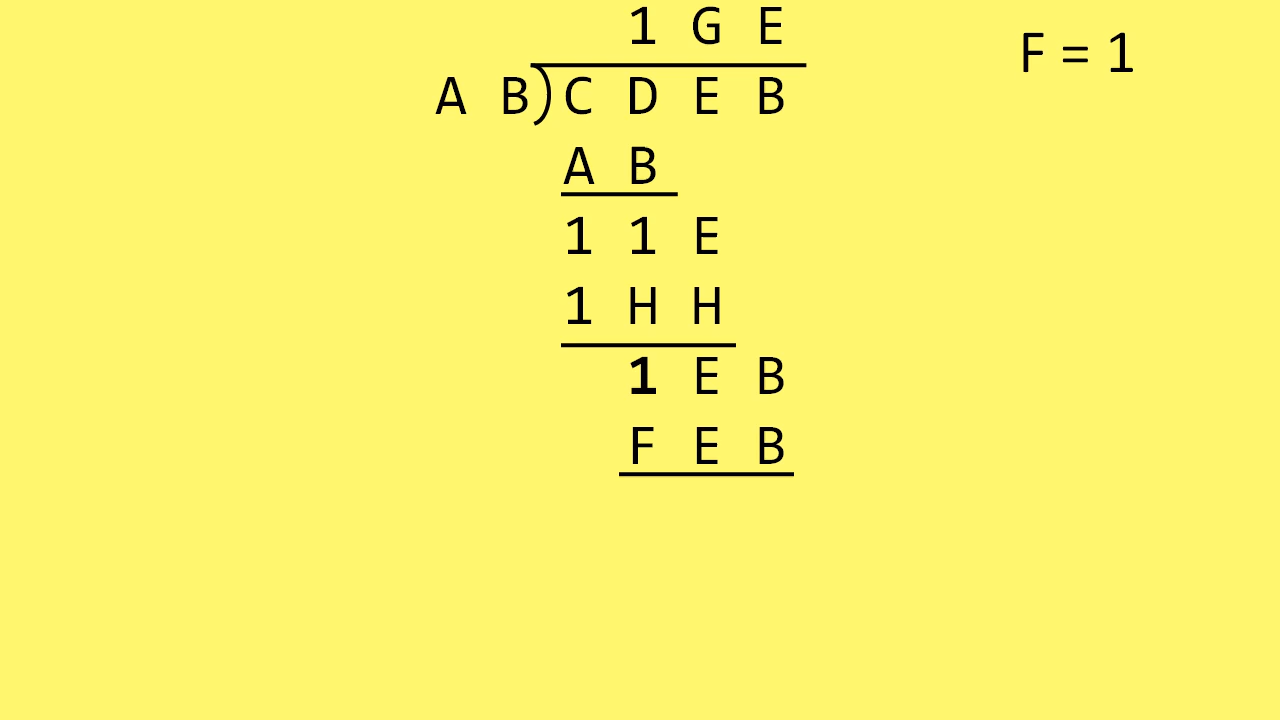 1 G E
F = 1
A B)C D E B
A B
1 1 E
1 H H
1 E B
F E B